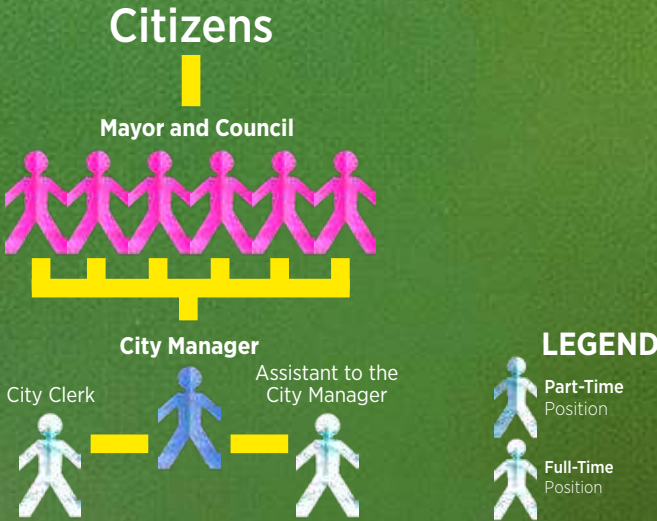 Citizens
Mayor and Council
City Manager
City Clerk
Assistant to the
City Manager
LEGEND
Part-Time
Position
Full-Time
Position